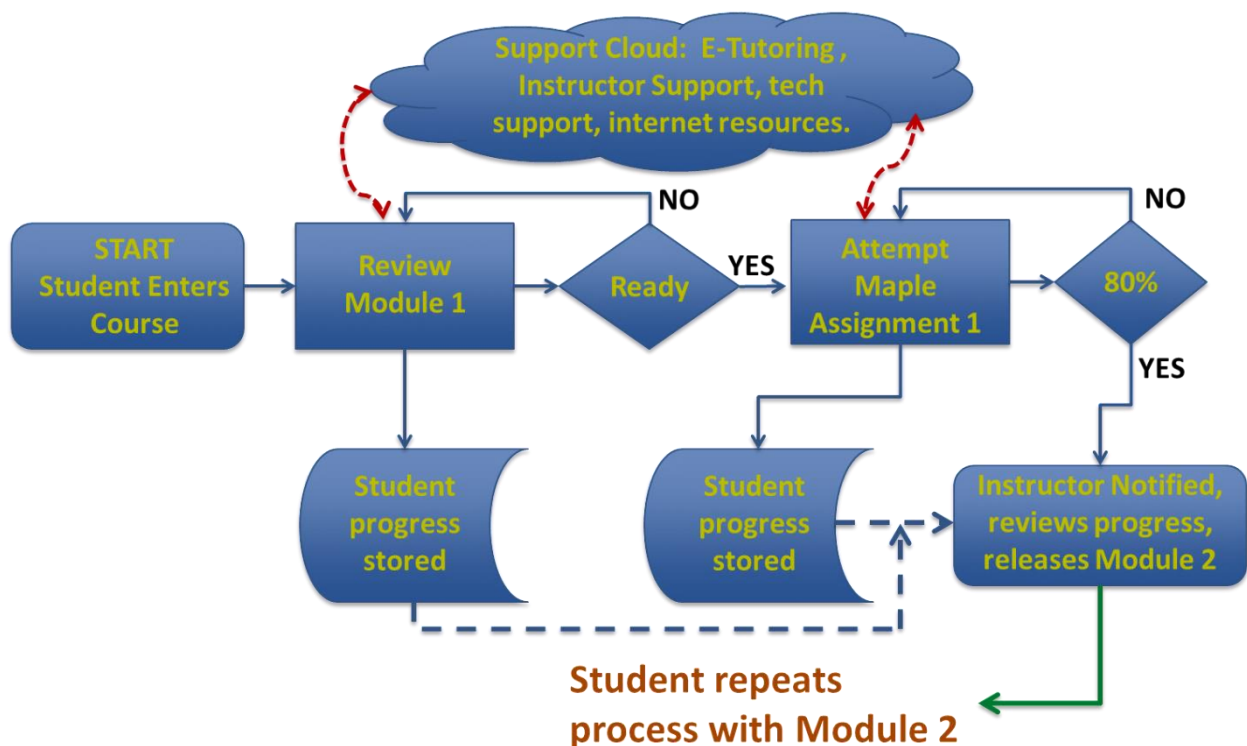 Support Cloud:  E-Tutoring ,
Instructor Support, tech
support, internet resources.
NO
NO
START
Student Enters
Course
Review
Module 1
Ready
YES
Attempt
Maple
Assignment 1
80%
YES
Student
progress
stored
Student
progress
stored
Instructor Notified,
reviews progress,
releases Module 2
Student repeats
process with Module 2